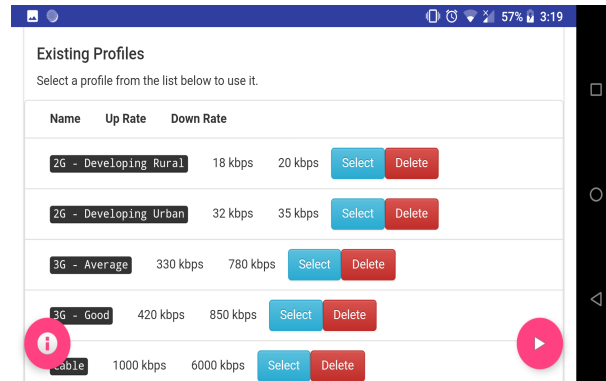 57% 3:19
Existing Profiles
Select a profile from the list below to use it.
Name Up Rate Down Rate
2G - Developing Rural 18 kbps 20 kbps Select Delete
2G - Developing Urban 32 kbps 35 kbps Select Delete
3G - Average 330 kbps 780 kbps Select Delete
3G - Good 420 kbps 850 kbps Select Delete
Cable 1000 kbps 6000 kbps Select Delete